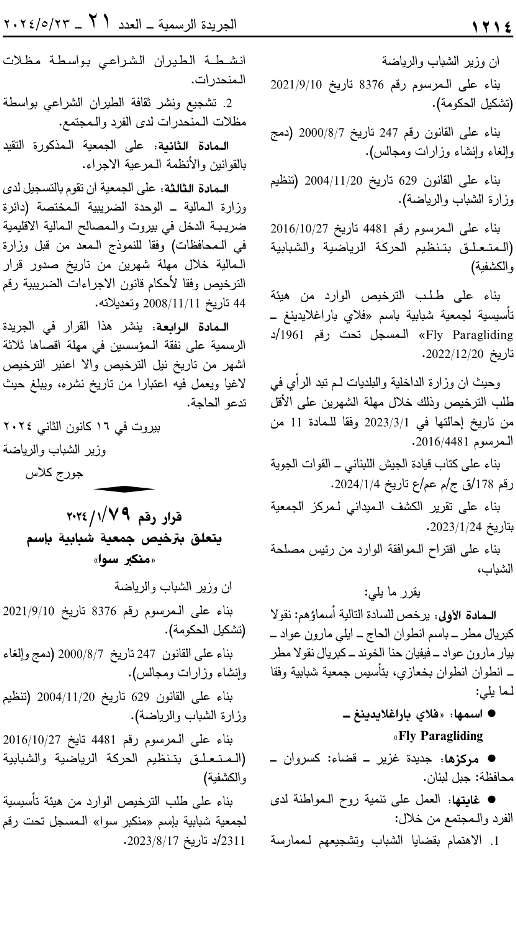 ١٢١٤
الجريدة الرسمية ــ العدد ٢١ ــ ٢٠٢٤/٥/٢٣
ان وزير الشباب والرياضة
بناء على المرسوم رقم 8376 تاريخ 2021/9/10
(تشكيل الحكومة).
بناء على القانون رقم 247 تاريخ 2000/8/7 (دمج
وإلغاء وإنشاء وزارات ومجالس).
بناء على القانون 629 تاريخ 2004/11/20 (تنظيم
وزارة الشباب والرياضة).
بناء على المرسوم رقم 4481 تاريخ 2016/10/27
(المتعلق بتنظيم الحركة الرياضية والشبابية
والكشفية)
بناء على طلب الترخيص الوارد من هيئة
تأسيسية لجمعية شبابية باسم «فلاي باراغلايدينغ ــ
Fly Paragliding» المسجل تحت رقم 1961/د
تاريخ 2022/12/20.
وحيث ان وزارة الداخلية والبلديات لم تبد الرأي في
طلب الترخيص وذلك خلال مهلة الشهرين على الأقل
من تاريخ إحالتها في 2023/3/1 وفقا للمادة 11 من
المرسوم 2016/4481.
بناء على كتاب قيادة الجيش اللبناني ــ القوات الجوية
رقم 178/ق ج/م عم/ع تاريخ 2024/1/4.
بناء على تقرير الكشف الميداني لمركز الجمعية
بتاريخ 2023/1/24.
بناء على اقتراح الموافقة الوارد من رئيس مصلحة
الشباب،
يقرر ما يلي:
المادة الأولى: يرخص للسادة التالية أسماؤهم: نقولا
كبريال مطر ــ باسم انطوان الحاج ــ ايلي مارون عواد ــ
بيار مارون عواد ــ فيفيان حنا الخوند ــ كبريال نقولا مطر
ــ انطوان انطوان بخعازي، بتأسيس جمعية شبابية وفقا
لما يلي:
● اسمها: «فلاي باراغلايدينغ ــ
Fly Paragliding»
● مركزها: جديدة غزير ــ قضاء: كسروان ــ
محافظة: جبل لبنان.
● غايتها: العمل على تنمية روح المواطنة لدى
الفرد والمجتمع من خلال:
1. الاهتمام بقضايا الشباب وتشجيعهم لممارسة
انشطة الطيران الشراعي بواسطة مظلات
المنحدرات.
2. تشجيع ونشر ثقافة الطيران الشراعي بواسطة
مظلات المنحدرات لدى الفرد والمجتمع.
المادة الثانية: على الجمعية المذكورة التقيد
بالقوانين والأنظمة المرعية الاجراء.
المادة الثالثة: على الجمعية ان تقوم بالتسجيل لدى
وزارة المالية ــ الوحدة الضريبية المختصة (دائرة
ضريبة الدخل في بيروت والمصالح المالية الاقليمية
في المحافظات) وفقا للنموذج المعد من قبل وزارة
المالية خلال مهلة شهرين من تاريخ صدور قرار
الترخيص وفقا لأحكام قانون الاجراءات الضريبية رقم
44 تاريخ 2008/11/11 وتعديلاته.
المادة الرابعة: ينشر هذا القرار في الجريدة
الرسمية على نفقة المؤسسين في مهلة اقصاها ثلاثة
اشهر من تاريخ نيل الترخيص والا اعتبر الترخيص
لاغيا ويعمل فيه اعتبارا من تاريخ نشره، ويبلغ حيث
تدعو الحاجة.
بيروت في ١٦ كانون الثاني ٢٠٢٤
وزير الشباب والرياضة
جورج كلاس
قرار رقم ٢٠٢٤/١/٧٩
يتعلق بترخيص جمعية شبابية بإسم
«منكبر سوا»
ان وزير الشباب والرياضة
بناء على المرسوم رقم 8376 تاريخ 2021/9/10
(تشكيل الحكومة).
بناء على القانون رقم 247 تاريخ 2000/8/7 (دمج وإلغاء
وإنشاء وزارات ومجالس).
بناء على القانون 629 تاريخ 2004/11/20 (تنظيم
وزارة الشباب والرياضة).
بناء على المرسوم رقم 4481 تايخ 2016/10/27
(المتعلق بتنظيم الحركة الرياضية والشبابية
والكشفية)
بناء على طلب الترخيص الوارد من هيئة تأسيسية
لجمعية شبابية بإسم «منكبر سوا» المسجل تحت رقم
2311/د تاريخ 2023/8/17.